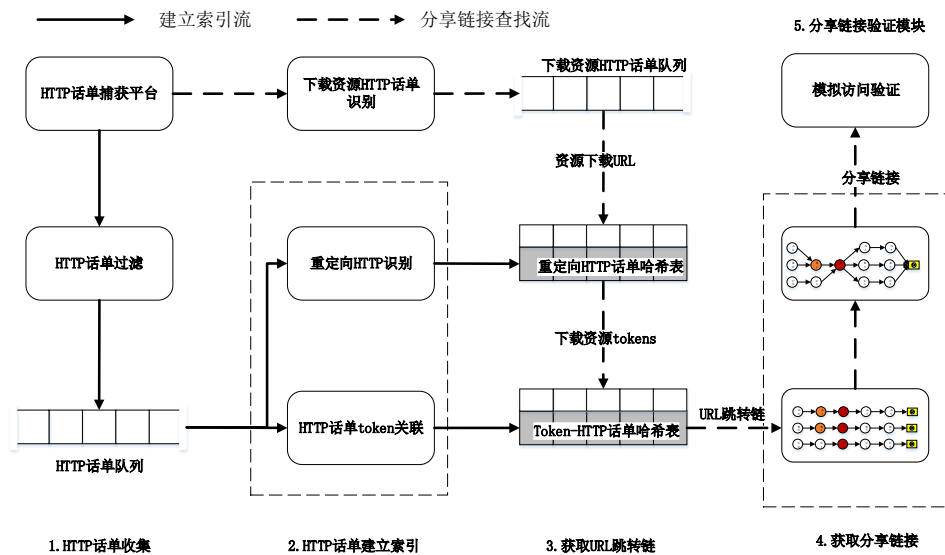 建立索引流
分享链接查找流
5.分享链接验证模块
HTTP话单捕获平台
下载资源HTTP话单
识别
下载资源HTTP话单队列
模拟访问验证
资源下载URL
分享链接
HTTP话单过滤
重定向HTTP识别
重定向HTTP话单哈希表
下载资源tokens
HTTP话单token关联
Token-HTTP话单哈希表
URL跳转链
HTTP话单队列
1.HTTP话单收集
2.HTTP话单建立索引
3.获取URL跳转链
4.获取分享链接